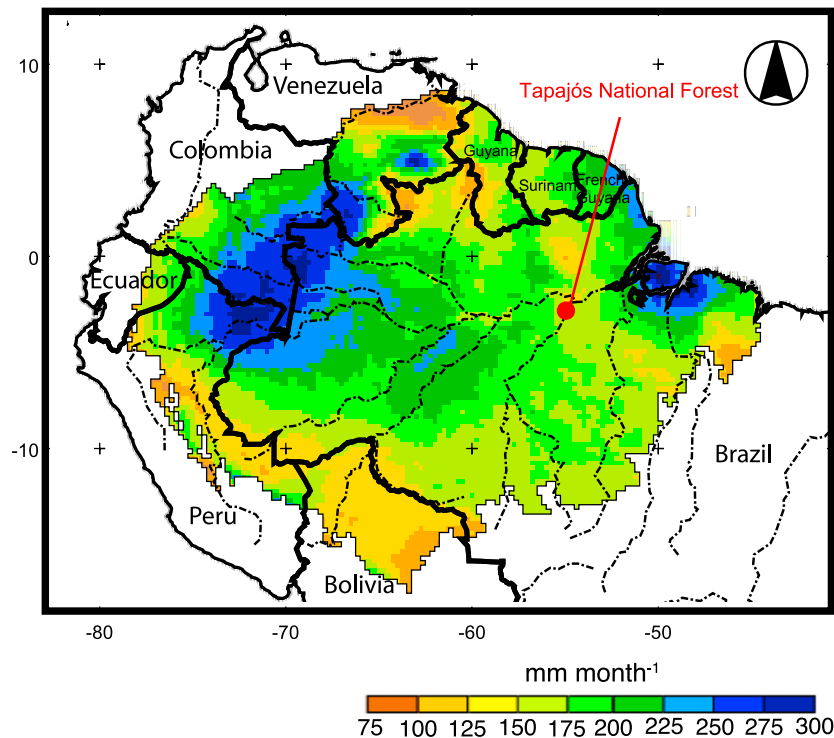 10
Venezuela
Tapajós National Forest
Colombia
Guyana
Surinam
French
Guyana
0
Ecuador
-10
Brazil
Peru
Bolivia
-80 -70 -60 -50
mm month-1
75 100 125 150 175 200 225 250 275 300